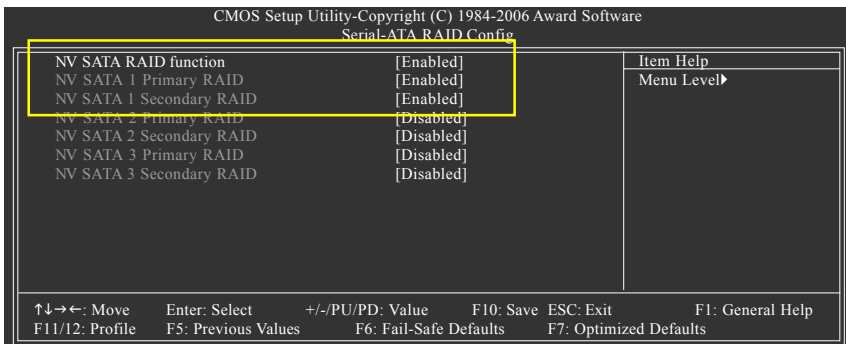 CMOS Setup Utility-Copyright (C) 1984-2006 Award Software
Serial-ATA RAID Config
NV SATA RAID function [Enabled] Item Help
NV SATA 1 Primary RAID [Enabled] Menu Level▶
NV SATA 1 Secondary RAID [Enabled]
NV SATA 2 Primary RAID [Disabled]
NV SATA 2 Secondary RAID [Disabled]
NV SATA 3 Primary RAID [Disabled]
NV SATA 3 Secondary RAID [Disabled]
↑↓→←: Move Enter: Select +/-/PU/PD: Value F10: Save ESC: Exit F1: General Help
F11/12: Profile F5: Previous Values F6: Fail-Safe Defaults F7: Optimized Defaults